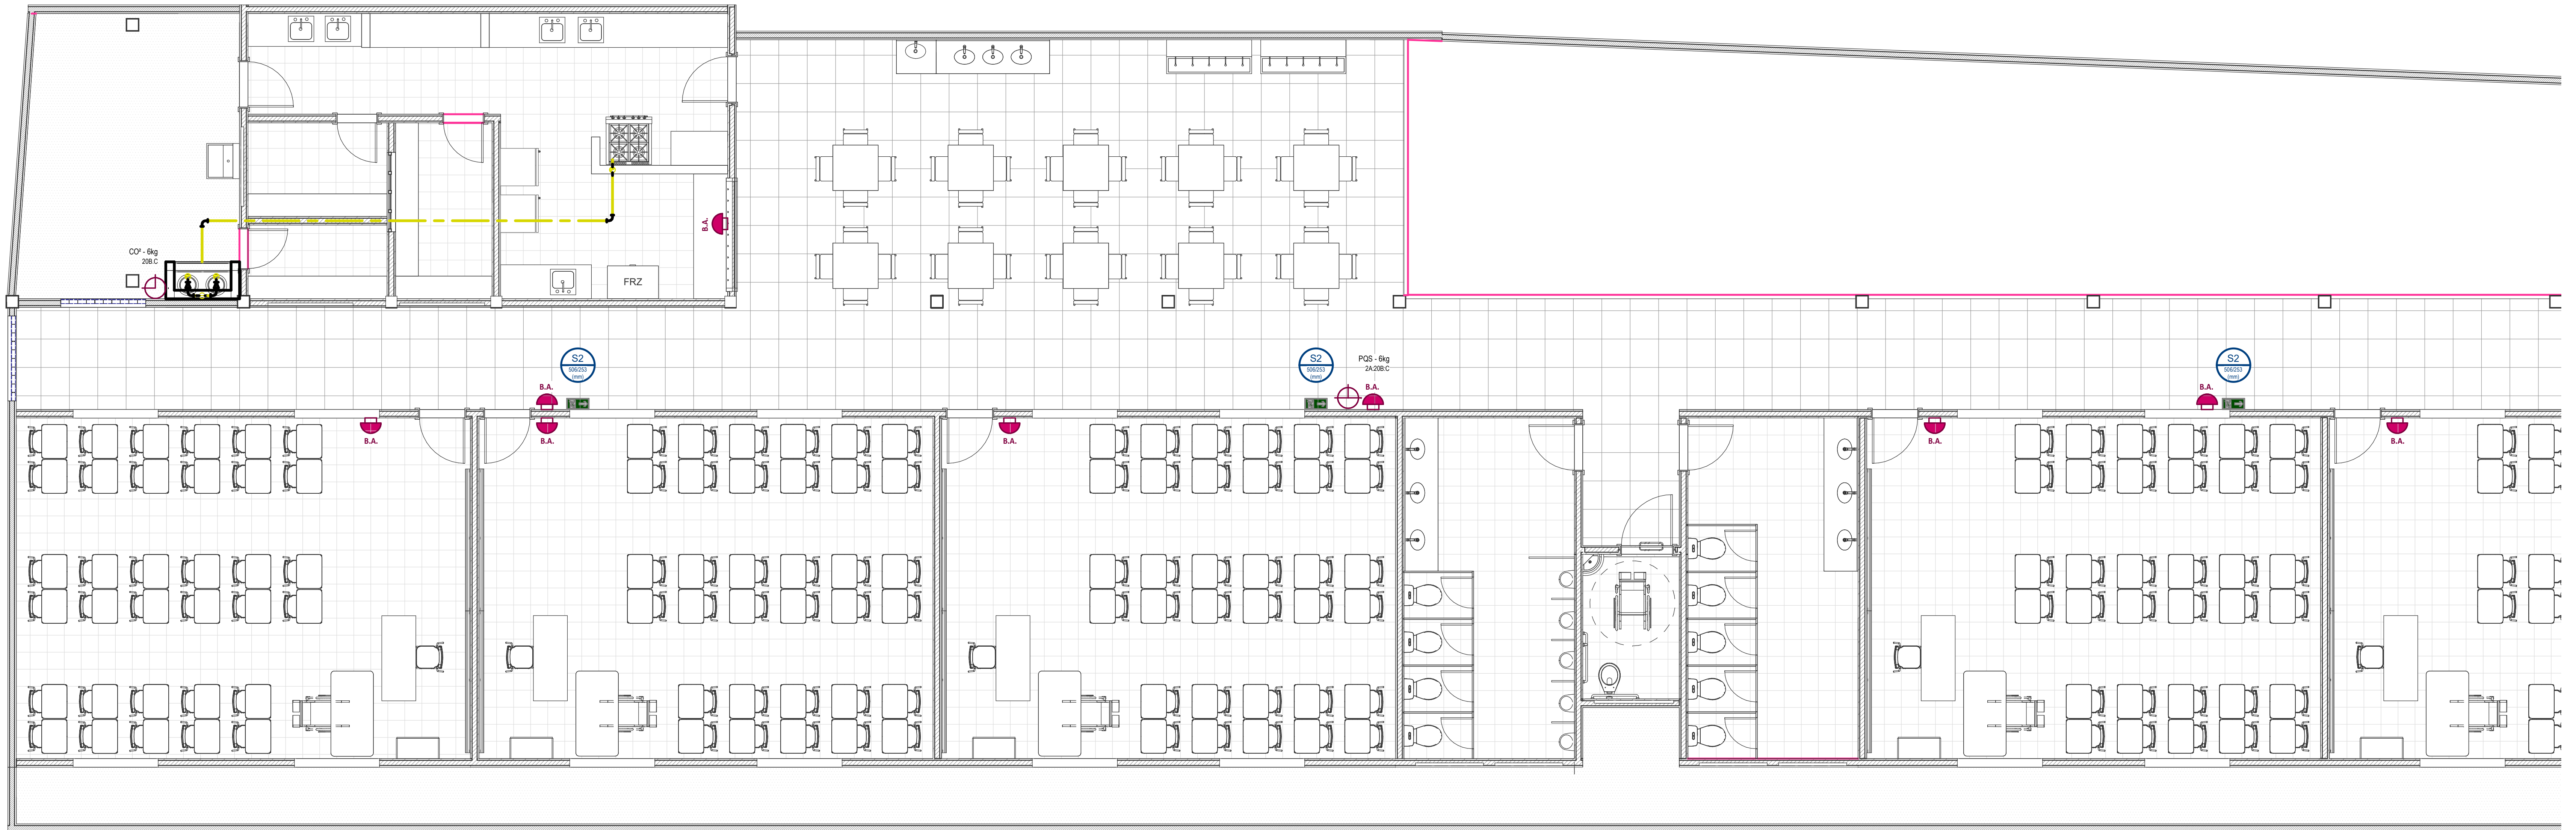 CO² - 6kg
20B:C
B.A.
FRZ
S2
506/253
(mm)
B.A.
B.A.
B.A.
S2
506/253
(mm)
PQS - 6kg
2A:20B:C
B.A.
B.A.
S2
506/253
(mm)
B.A.
B.A.
B.A.